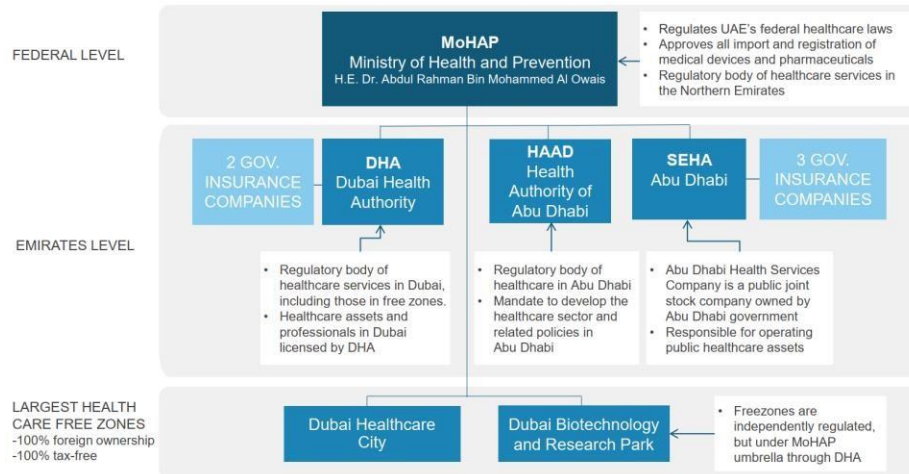 FEDERAL LEVEL
MoHAP
Ministry of Health and Prevention
H.E. Dr. Abdul Rahman Bin Mohammed Al Owais
• Regulates UAE's federal healthcare laws
• Approves all import and registration of
medical devices and pharmaceuticals
• Regulatory body of healthcare services in
the Northern Emirates
EMIRATES LEVEL
2 GOV.
INSURANCE
COMPANIES
DHA
Dubai Health
Authority
HAAD
Health
Authority of
Abu Dhabi
SEHA
Abu Dhabi
3 GOV.
INSURANCE
COMPANIES
• Regulatory body of
healthcare services in Dubai,
including those in free zones.
• Healthcare assets and
professionals in Dubai
licensed by DHA
• Regulatory body of
healthcare in Abu Dhabi
• Mandate to develop the
healthcare sector and
related policies in
Abu Dhabi
• Abu Dhabi Health Services
Company is a public joint
stock company owned by
Abu Dhabi government
• Responsible for operating
public healthcare assets
LARGEST HEALTH
CARE FREE ZONES
-100% foreign ownership
-100% tax-free
Dubai Healthcare
City
Dubai Biotechnology
and Research Park
• Freezones are
independently regulated,
but under MoHAP
umbrella through DHA